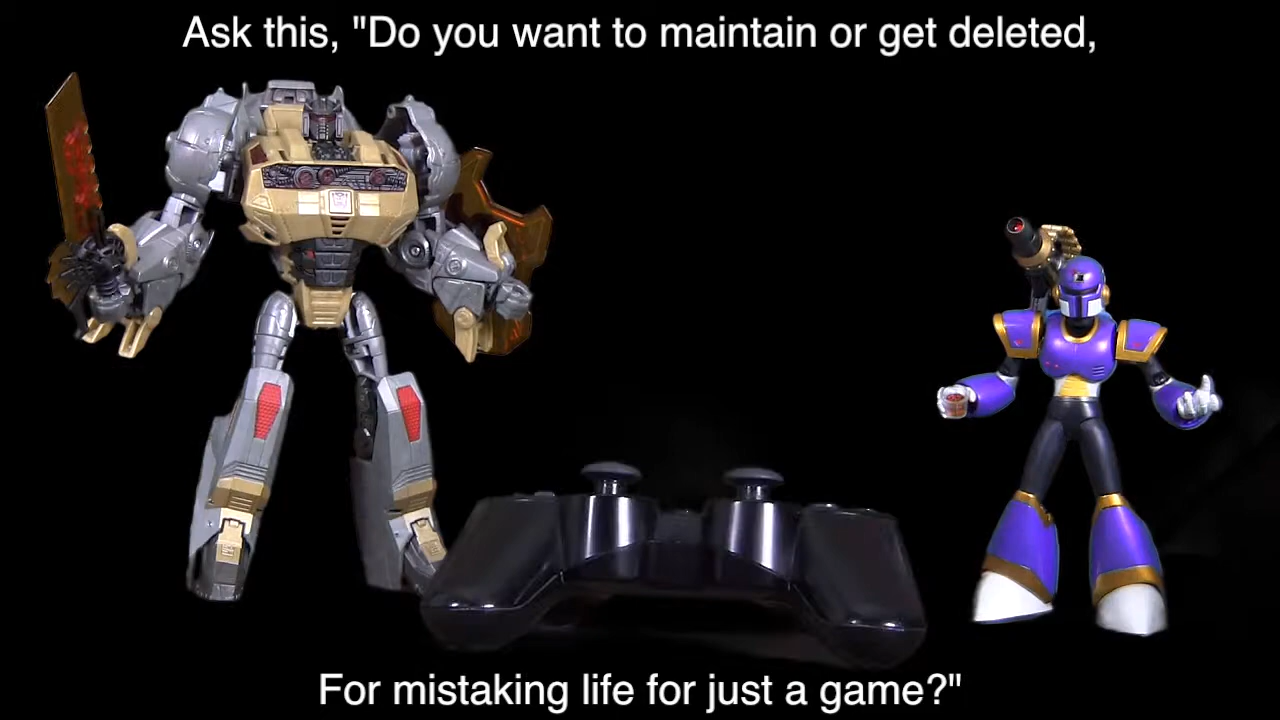 Ask this, "Do you want to maintain or get deleted,
For mistaking life for just a game?"